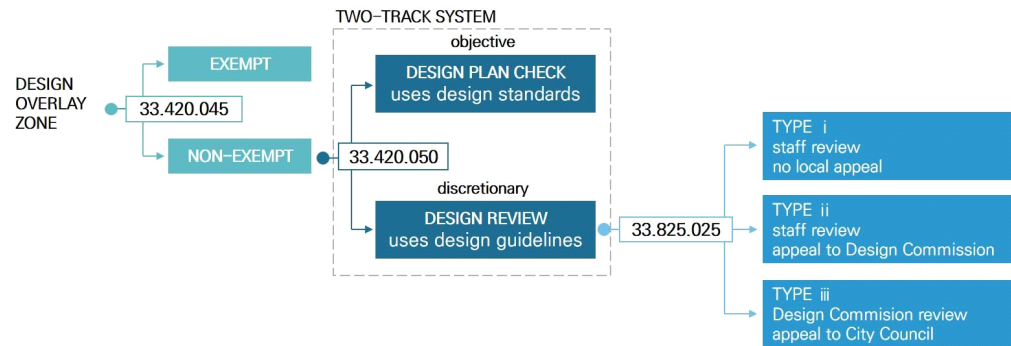 TWO-TRACK SYSTEM
DESIGN
OVERLAY
ZONE
33.420.045
EXEMPT
NON-EXEMPT
33.420.050
objective
DESIGN PLAN CHECK
uses design standards
discretionary
DESIGN REVIEW
uses design guidelines
33.825.025
TYPE i
staff review
no local appeal
TYPE ii
staff review
appeal to Design Commission
TYPE iii
Design Commision review
appeal to City Council